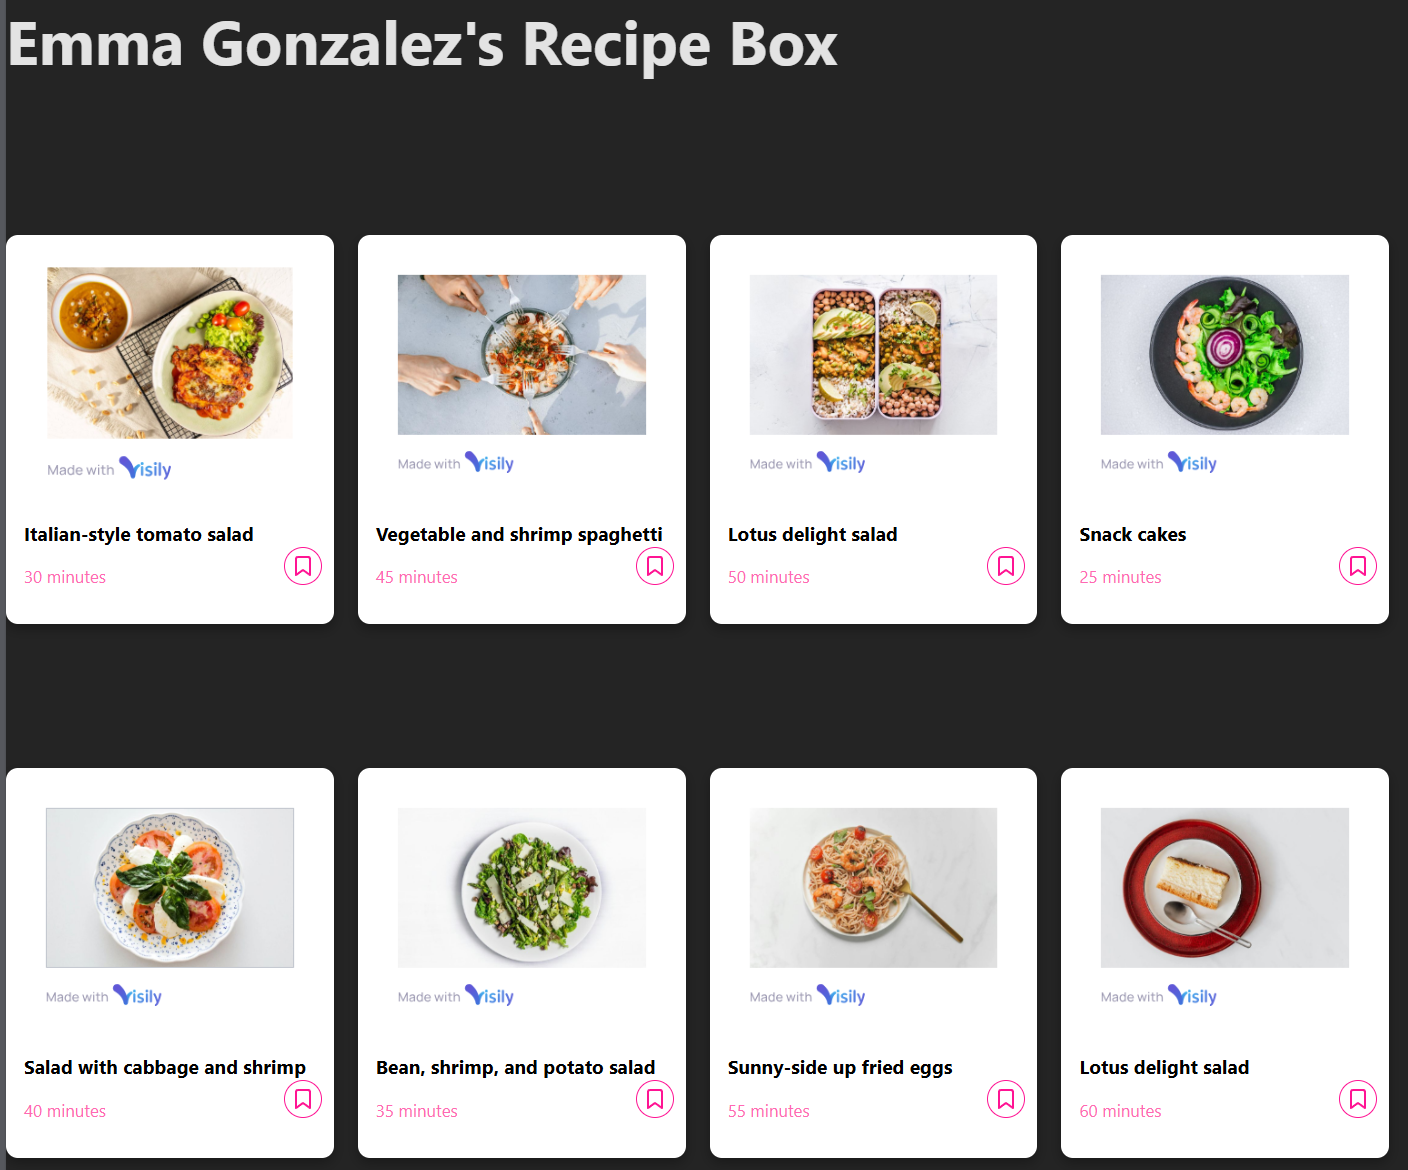 Emma Gonzalez's Recipe Box
Made with Visily
Made with Visily
Made with Visily
Made with Visily
Italian-style tomato salad
30 minutes
Vegetable and shrimp spaghetti
45 minutes
Lotus delight salad
50 minutes
Snack cakes
25 minutes
Made with Visily
Made with Visily
Made with Visily
Made with Visily
Salad with cabbage and shrimp
40 minutes
Bean, shrimp, and potato salad
35 minutes
Sunny-side up fried eggs
55 minutes
Lotus delight salad
60 minutes